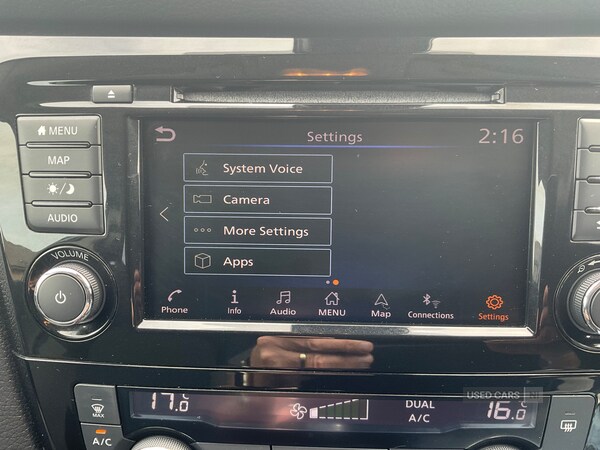 MENU
MAP
AUDIO
VOLUME
Settings
2:16
System Voice
Camera
More Settings
Apps
Phone
Info
Audio
MENU
Map
Connections
Settings
USED CARS
17.0°C
DUAL
A/C
16.0°C
MAX
A/C